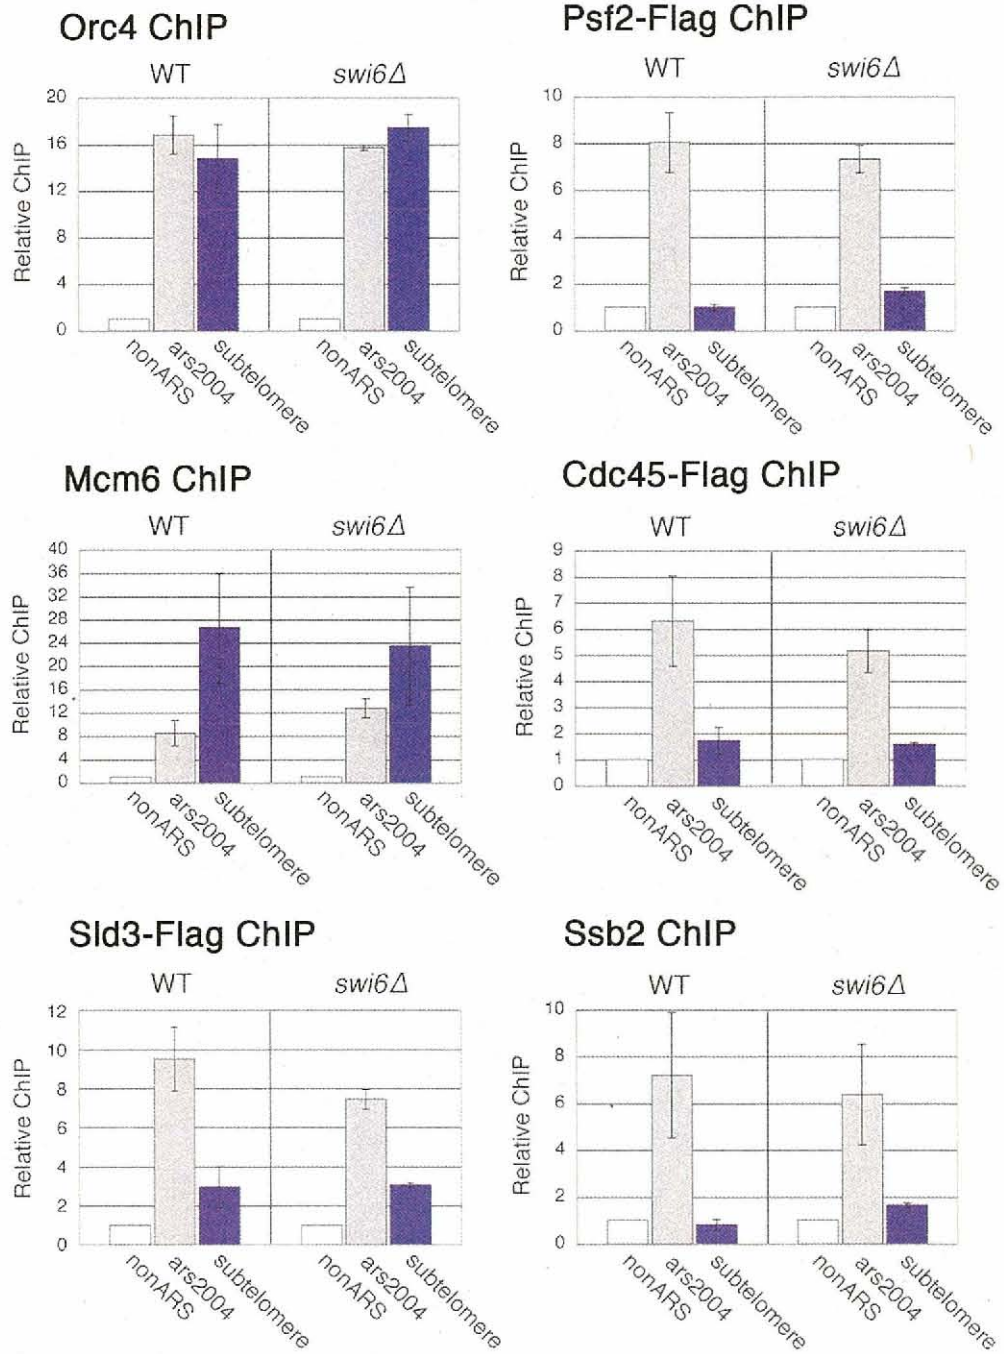 Orc4 ChIP
WT swi6Δ
Relative ChIP
20
16
12
8
4
0
nonARS ars2004 subtelomere nonARS ars2004 subtelomere
Psf2-Flag ChIP
WT swi6Δ
Relative ChIP
10
8
6
4
2
0
nonARS ars2004 subtelomere nonARS ars2004 subtelomere
Mcm6 ChIP
WT swi6Δ
Relative ChIP
40
36
32
28
24
20
16
12
8
4
0
nonARS ars2004 subtelomere nonARS ars2004 subtelomere
Cdc45-Flag ChIP
WT swi6Δ
Relative ChIP
9
8
7
6
5
4
3
2
1
0
nonARS ars2004 subtelomere nonARS ars2004 subtelomere
Sld3-Flag ChIP
WT swi6Δ
Relative ChIP
12
10
8
6
4
2
0
nonARS ars2004 subtelomere nonARS ars2004 subtelomere
Ssb2 ChIP
WT swi6Δ
Relative ChIP
10
8
6
4
2
0
nonARS ars2004 subtelomere nonARS ars2004 subtelomere